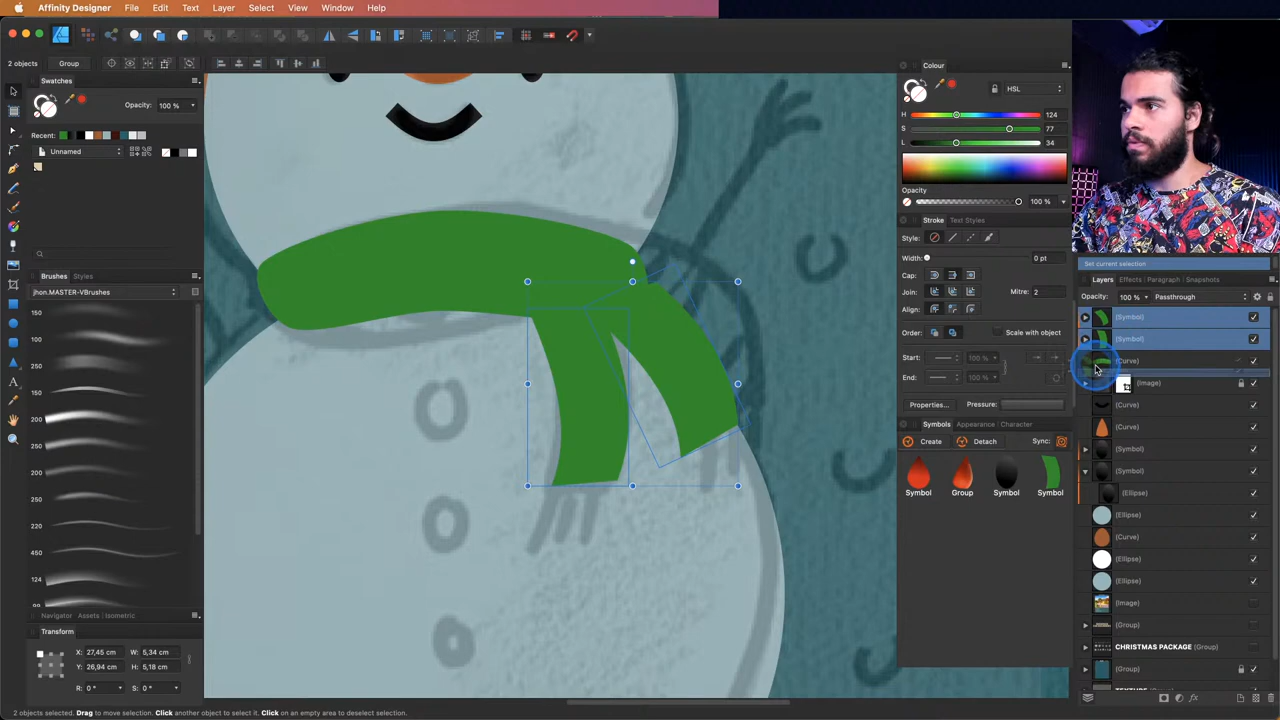 Affinity Designer File Edit Text Layer Select View Window Help
2 objects Group
Swatches Colour
Opacity: 100 % HSL
Recent: H 124
Unnamed S 77
L 34
Opacity
100 %
Stroke Text Styles
Style:
Width: 0 pt
Set current selection
Brushes Styles Cap: Layers Effects Paragraph Snapshots
jhon.MASTER-VBrushes Join: Mitre: 2 Opacity: 100 % Passthrough
150 Align: (Symbol)
100 Order: Scale with object (Symbol)
Start: 100 % (Curve)
150 End: 100 % (Image)
150 Properties... Pressure: (Curve)
200 Symbols Appearance Character (Curve)
200 Create Detach Sync: (Symbol)
200 (Symbol)
250 Symbol Group Symbol Symbol (Ellipse)
250 (Ellipse)
220 (Curve)
450 (Ellipse)
124 (Ellipse)
99 (Image)
Navigator Assets Isometric (Group)
Transform CHRISTMAS PACKAGE (Group)
X: 27,45 cm W: 5,34 cm
Y: 26,94 cm H: 5,18 cm (Group)
R: 0 ° S: 0 °
2 objects selected. Drag to move selection. Click another object to select it. Click on an empty area to deselect selection.